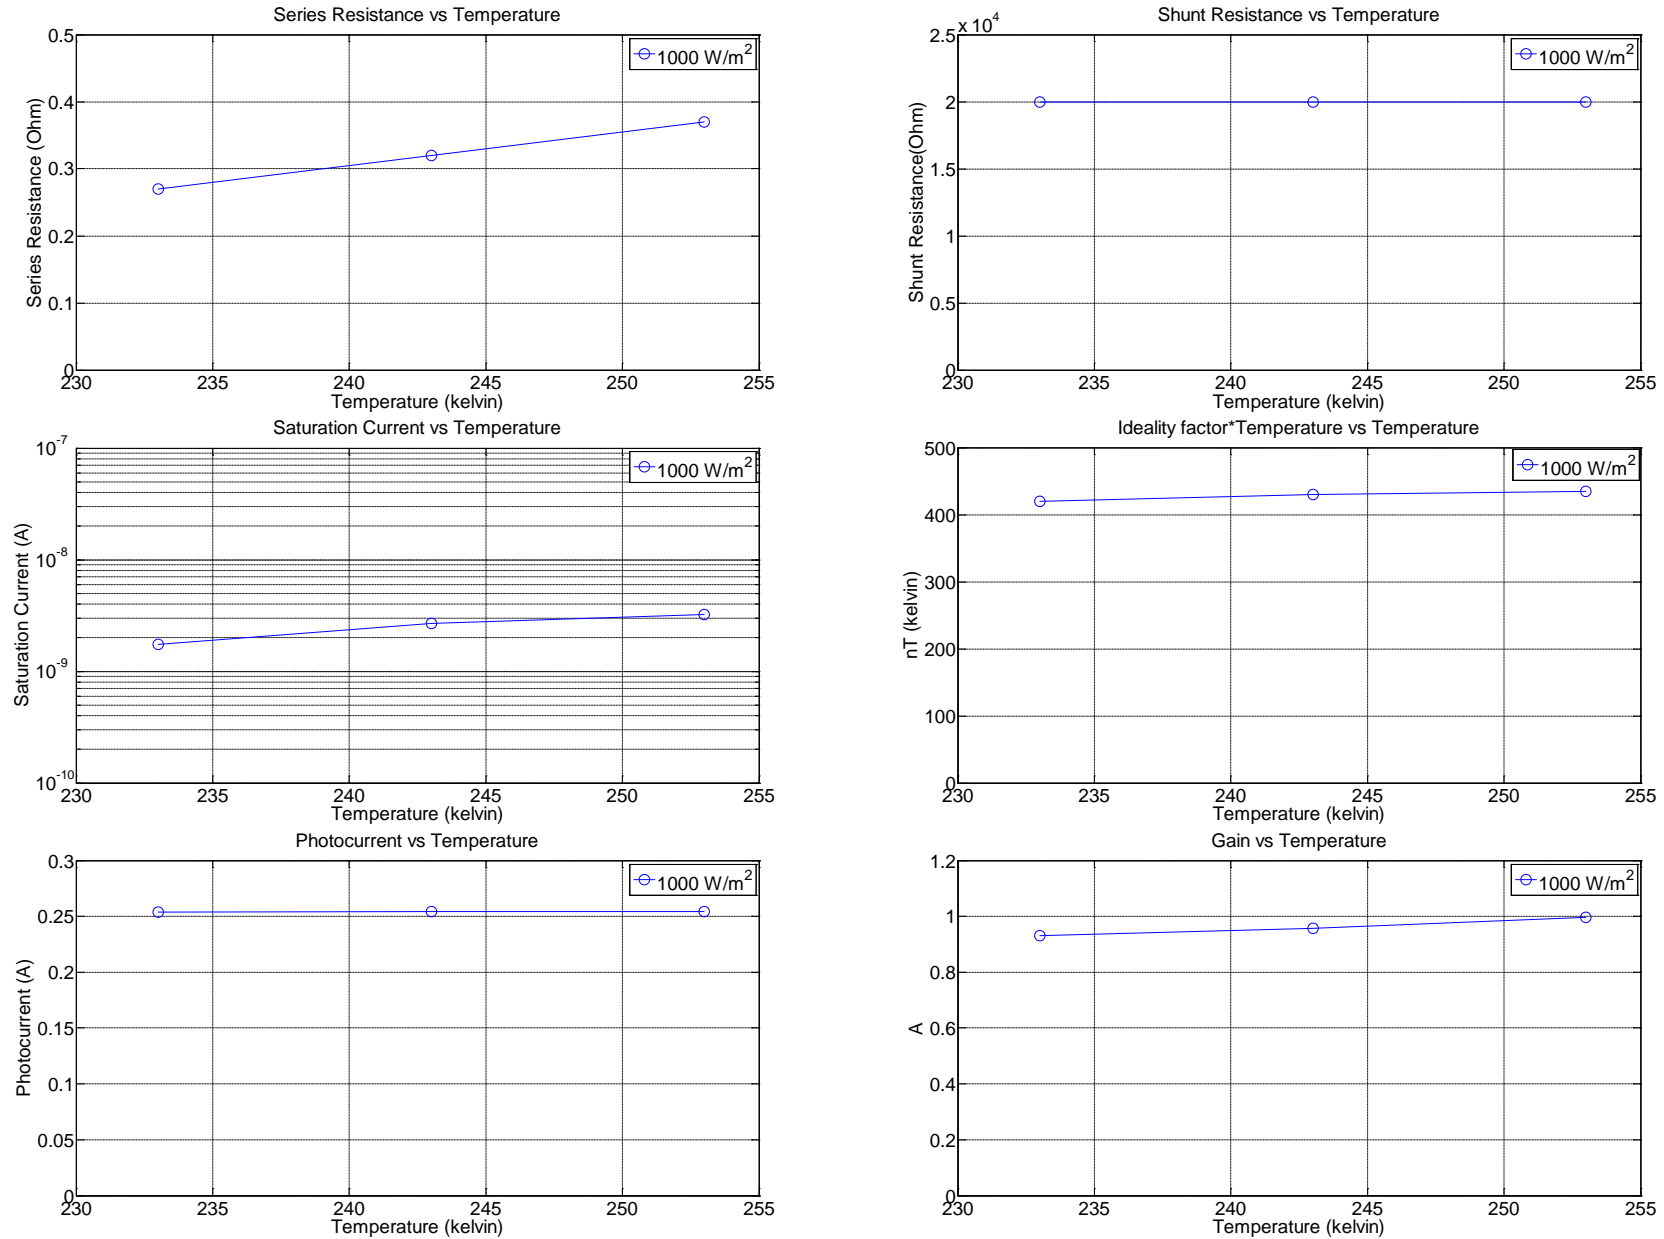 Series Resistance vs Temperature
0.5
0.4
0.3
0.2
0.1
0
Series Resistance (Ohm)
1000 W/m²
230 235 240 245 250 255
Temperature (kelvin)
Shunt Resistance vs Temperature
x 10⁴
2.5
2
1.5
1
0.5
0
Shunt Resistance(Ohm)
1000 W/m²
230 235 240 245 250 255
Temperature (kelvin)
Saturation Current vs Temperature
10⁻⁷
10⁻⁸
10⁻⁹
10⁻¹⁰
Saturation Current (A)
1000 W/m²
230 235 240 245 250 255
Temperature (kelvin)
Ideality factor*Temperature vs Temperature
500
400
300
200
100
0
nT (kelvin)
1000 W/m²
230 235 240 245 250 255
Temperature (kelvin)
Photocurrent vs Temperature
0.3
0.25
0.2
0.15
0.1
0.05
0
Photocurrent (A)
1000 W/m²
230 235 240 245 250 255
Temperature (kelvin)
Gain vs Temperature
1.2
1
0.8
0.6
0.4
0.2
0
A
1000 W/m²
230 235 240 245 250 255
Temperature (kelvin)